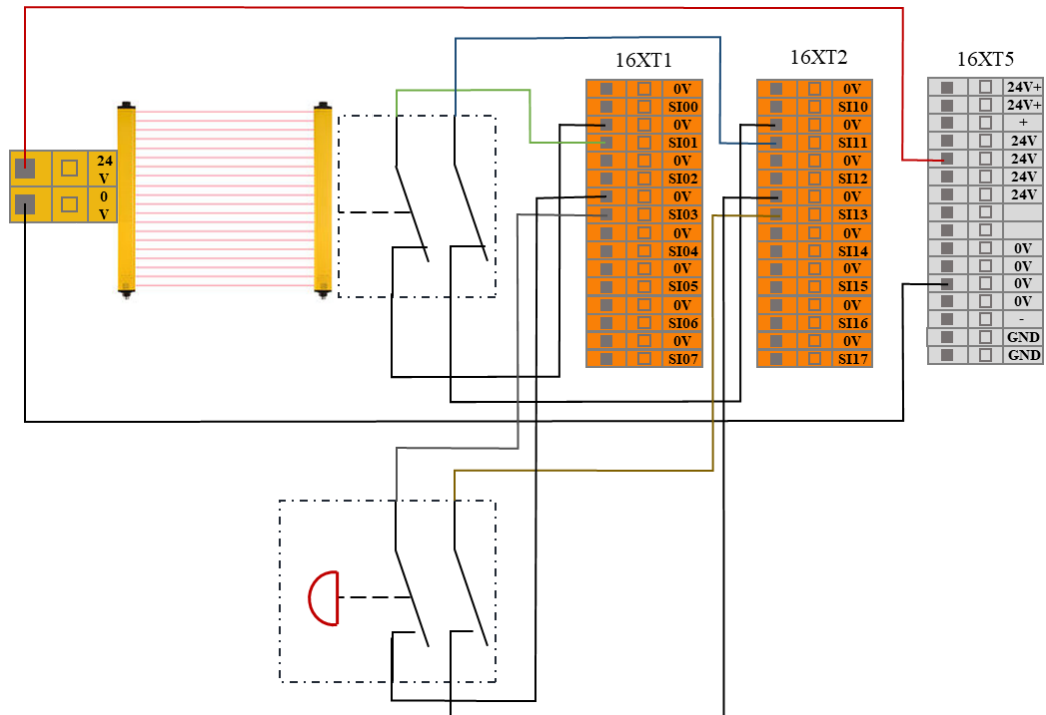 16XT1
16XT2
16XT5
24
V
0
V
0V
SI00
0V
SI01
0V
SI02
0V
SI03
0V
SI04
0V
SI05
0V
SI06
0V
SI07
0V
SI10
0V
SI11
0V
SI12
0V
SI13
0V
SI14
0V
SI15
0V
SI16
0V
SI17
24V+
24V+
+
24V
24V
24V
24V
0V
0V
0V
0V
-
GND
GND